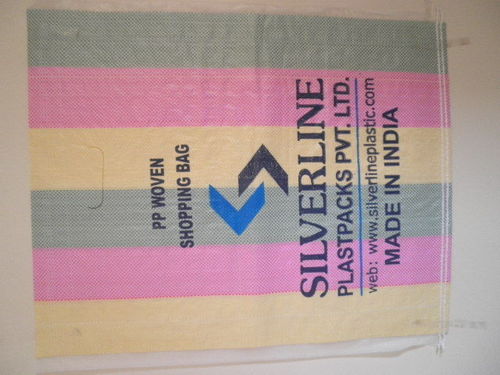 PP WOVEN
SHOPPING BAG
SILVERLINE
PLASTPACKS PVT. LTD.
web: www.silverlineplastic.com
MADE IN INDIA